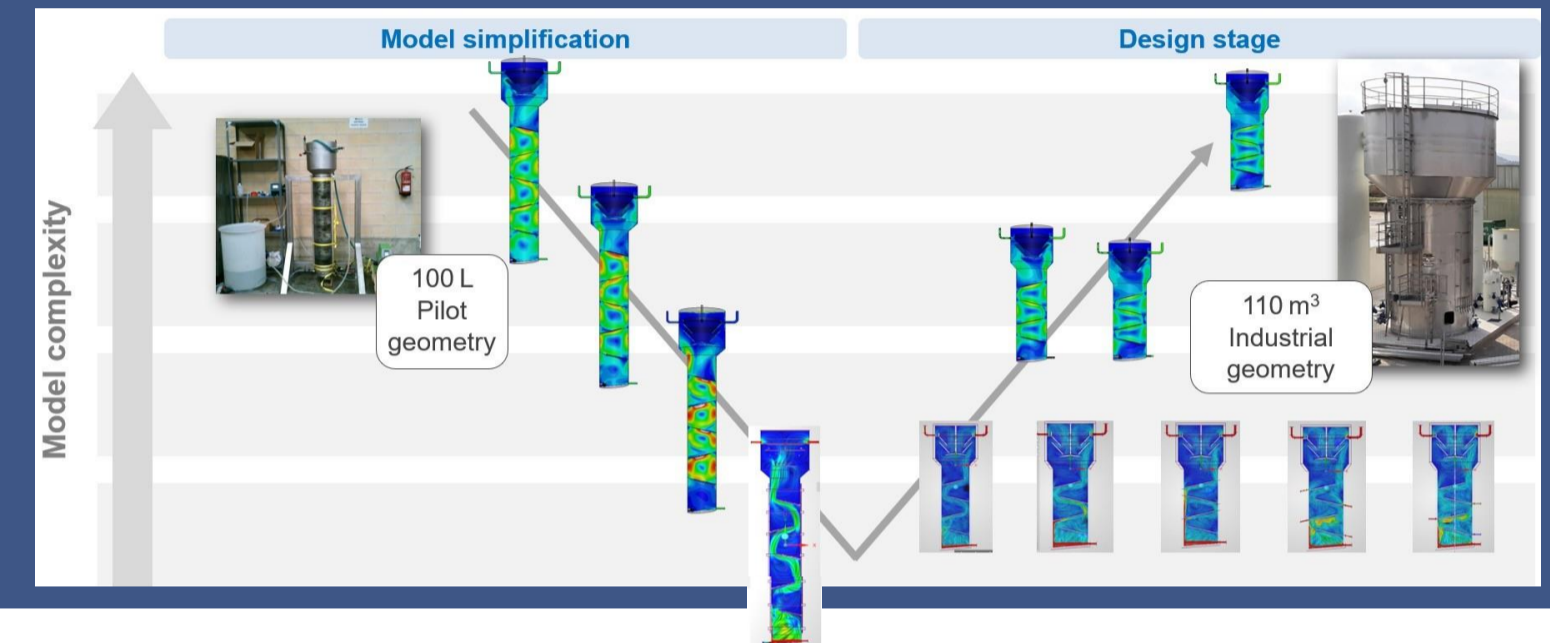 Model simplification
Design stage
Model complexity
100 L
Pilot
geometry
110 m³
Industrial
geometry